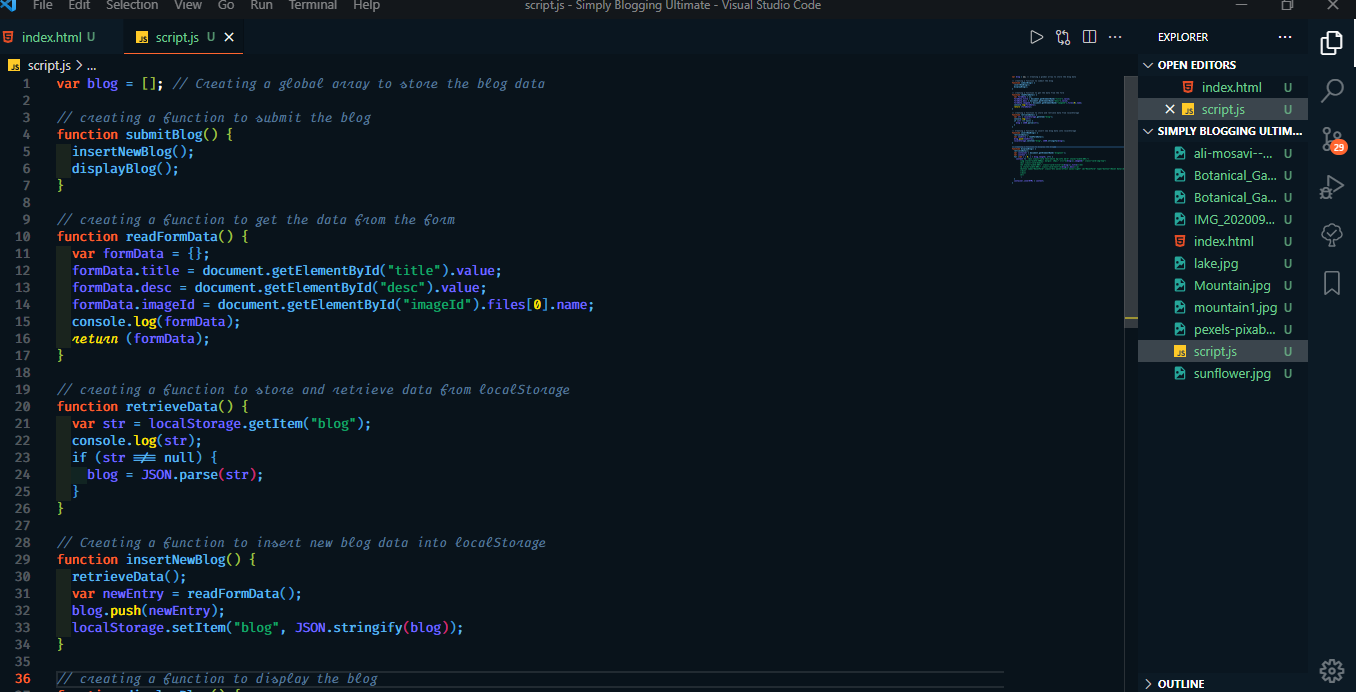 File Edit Selection View Go Run Terminal Help
script.js - Simply Blogging Ultimate - Visual Studio Code
index.html U
JS script.js U
JS script.js > ...
1 var blog = []; // Creating a global array to store the blog data
2
3 // creating a function to submit the blog
4 function submitBlog() {
5 insertNewBlog();
6 displayBlog();
7 }
8
9 // creating a function to get the data from the form
10 function readFormData() {
11 var formData = {};
12 formData.title = document.getElementById("title").value;
13 formData.desc = document.getElementById("desc").value;
14 formData.imageId = document.getElementById("imageId").files[0].name;
15 console.log(formData);
16 return (formData);
17 }
18
19 // creating a function to store and retrieve data from localStorage
20 function retrieveData() {
21 var str = localStorage.getItem("blog");
22 console.log(str);
23 if (str !== null) {
24 blog = JSON.parse(str);
25 }
26 }
27
28 // Creating a function to insert new blog data into localStorage
29 function insertNewBlog() {
30 retrieveData();
31 var newEntry = readFormData();
32 blog.push(newEntry);
33 localStorage.setItem("blog", JSON.stringify(blog));
34 }
35
36 // creating a function to display the blog
EXPLORER ...
OPEN EDITORS
index.html U
JS script.js U
SIMPLY BLOGGING ULTIM...
ali-mosavi--... U
Botanical_Ga... U
Botanical_Ga... U
IMG_202009... U
index.html U
lake.jpg U
Mountain.jpg U
mountain1.jpg U
pexels-pixab... U
JS script.js U
sunflower.jpg U
OUTLINE
29